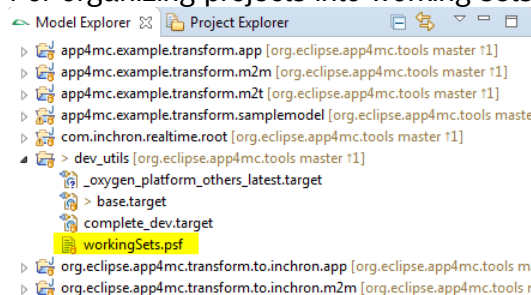 For organizing projects into working sets
Model Explorer Project Explorer
app4mc.example.transform.app [org.eclipse.app4mc.tools master ↑1]
app4mc.example.transform.m2m [org.eclipse.app4mc.tools master ↑1]
app4mc.example.transform.m2t [org.eclipse.app4mc.tools master ↑1]
app4mc.example.transform.samplemodel [org.eclipse.app4mc.tools maste
com.inchron.realtime.root [org.eclipse.app4mc.tools master ↑1]
> dev_utils [org.eclipse.app4mc.tools master ↑1]
_oxygen_platform_others_latest.target
> base.target
complete_dev.target
workingSets.psf
org.eclipse.app4mc.transform.to.inchron.app [org.eclipse.app4mc.tools m
org.eclipse.app4mc.transform.to.inchron.m2m [org.eclipse.app4mc.tools